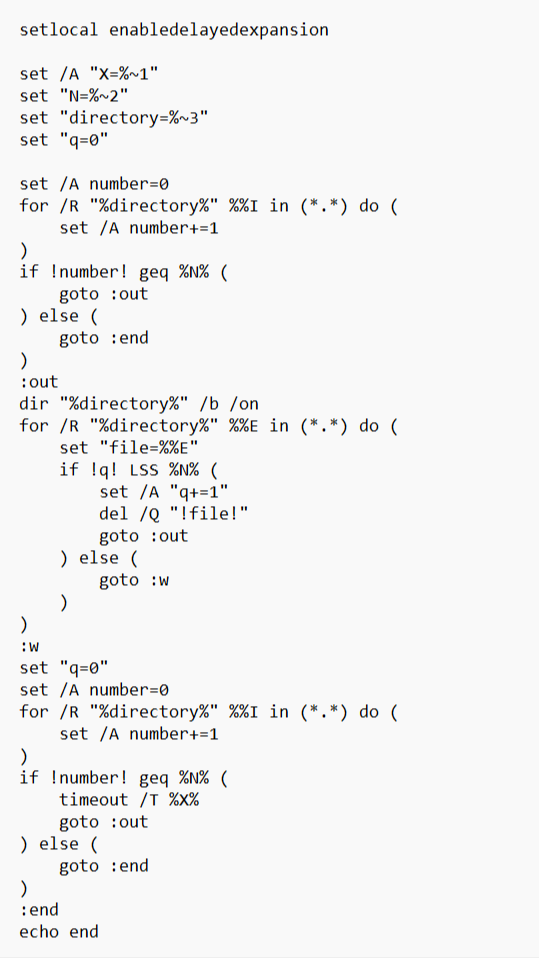 setlocal enabledelayedexpansion

set /A "X=%~1"
set "N=%~2"
set "directory=%~3"
set "q=0"

set /A number=0
for /R "%directory%" %%I in (*.*) do (
    set /A number+=1
)
if !number! geq %N% (
    goto :out
) else (
    goto :end
)
:out
dir "%directory%" /b /on
for /R "%directory%" %%E in (*.*) do (
    set "file=%%E"
    if !q! LSS %N% (
        set /A "q+=1"
        del /Q "!file!"
        goto :out
    ) else (
        goto :w
    )
)
:w
set "q=0"
set /A number=0
for /R "%directory%" %%I in (*.*) do (
    set /A number+=1
)
if !number! geq %N% (
    timeout /T %X%
    goto :out
) else (
    goto :end
)
:end
echo end